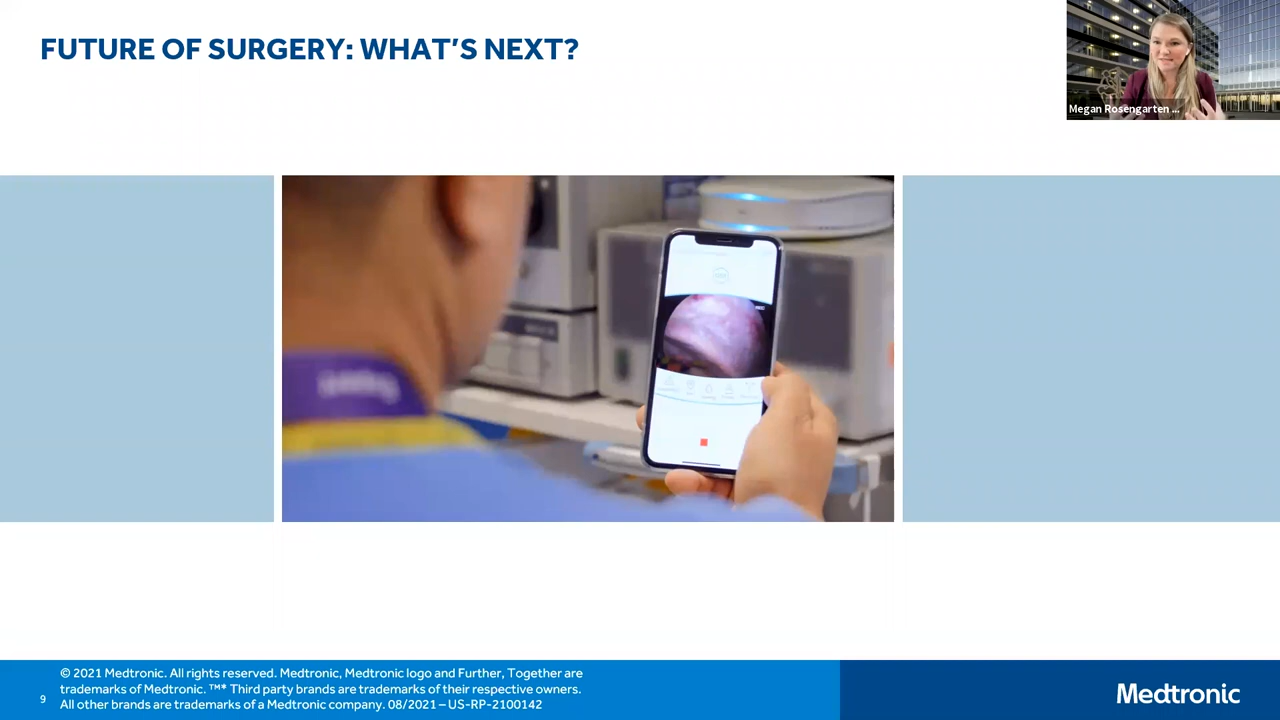 FUTURE OF SURGERY: WHAT'S NEXT?
Megan Rosengarten ...
© 2021 Medtronic. All rights reserved. Medtronic, Medtronic logo and Further, Together are
trademarks of Medtronic. ™* Third party brands are trademarks of their respective owners.
All other brands are trademarks of a Medtronic company. 08/2021 – US-RP-2100142
9
Medtronic